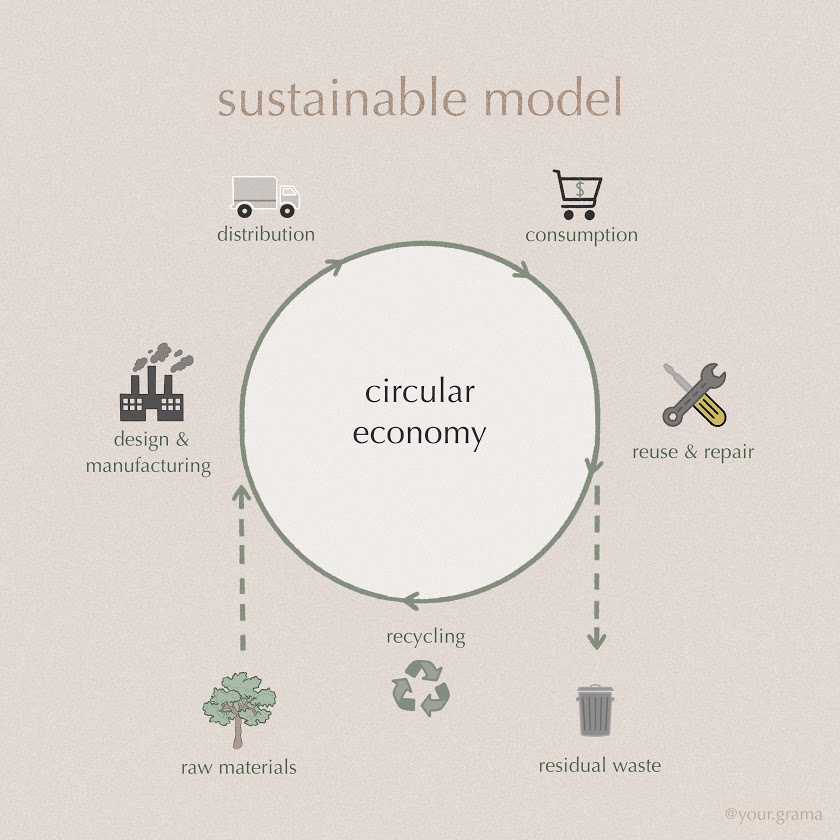 sustainable model
distribution
consumption
$
circular
economy
design &
manufacturing
reuse & repair
recycling
raw materials
residual waste
@your.grama